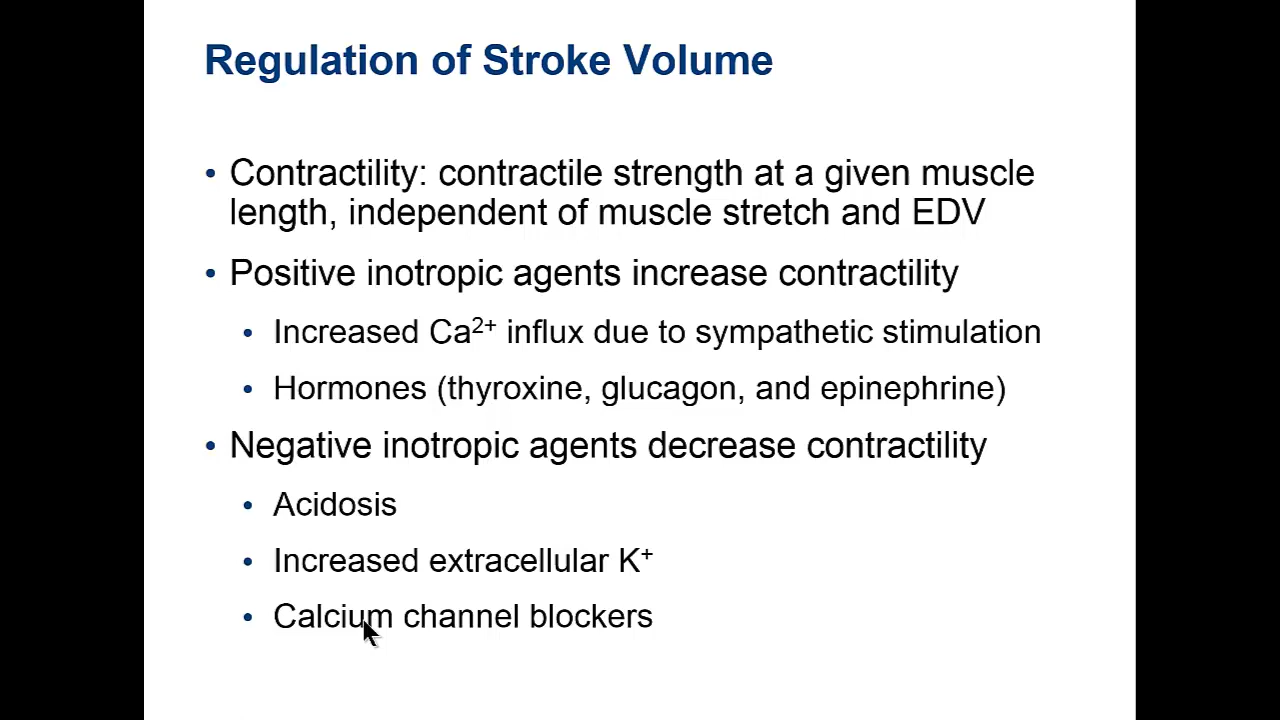 Regulation of Stroke Volume
• Contractility: contractile strength at a given muscle
length, independent of muscle stretch and EDV
• Positive inotropic agents increase contractility
• Increased Ca²⁺ influx due to sympathetic stimulation
• Hormones (thyroxine, glucagon, and epinephrine)
• Negative inotropic agents decrease contractility
• Acidosis
• Increased extracellular K⁺
• Calcium channel blockers